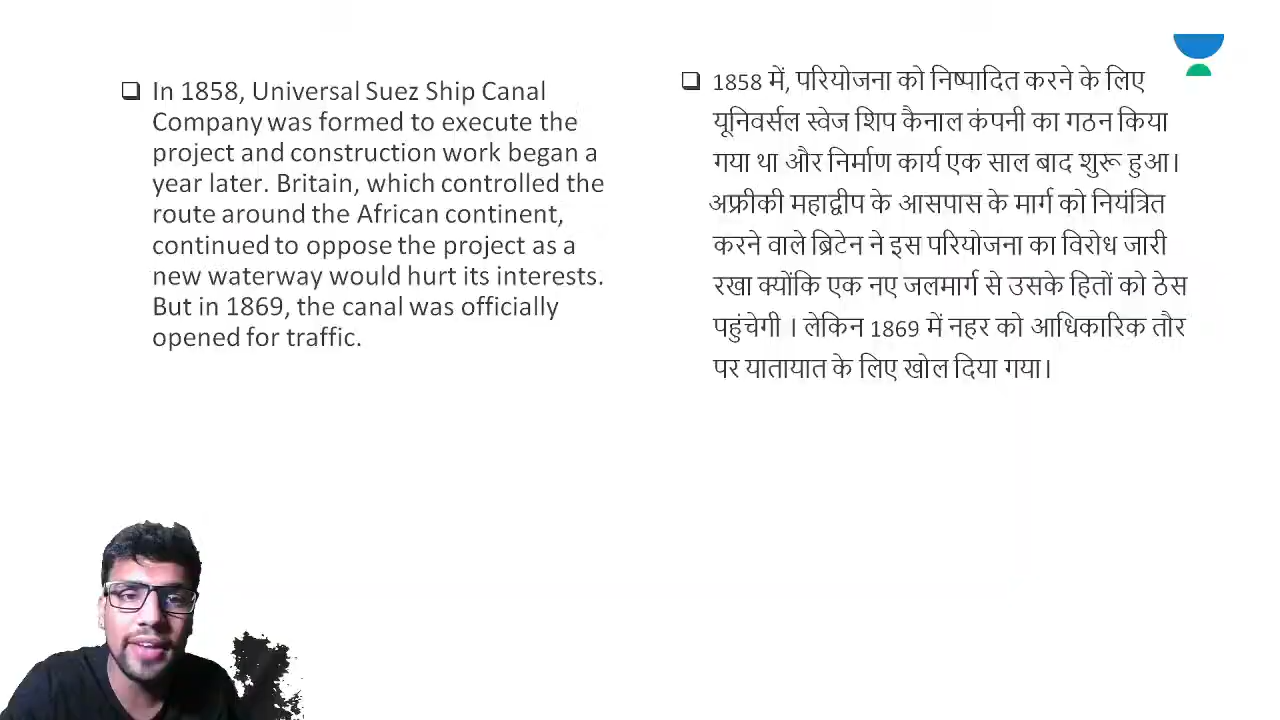 In 1858, Universal Suez Ship Canal
Company was formed to execute the
project and construction work began a
year later. Britain, which controlled the
route around the African continent,
continued to oppose the project as a
new waterway would hurt its interests.
But in 1869, the canal was officially
opened for traffic.
1858 में, परियोजना को निष्पादित करने के लिए
यूनिवर्सल स्वेज शिप कैनाल कंपनी का गठन किया
गया था और निर्माण कार्य एक साल बाद शुरू हुआ।
अफ्रीकी महाद्वीप के आसपास के मार्ग को नियंत्रित
करने वाले ब्रिटेन ने इस परियोजना का विरोध जारी
रखा क्योंकि एक नए जलमार्ग से उसके हितों को ठेस
पहुंचेगी । लेकिन 1869 में नहर को आधिकारिक तौर
पर यातायात के लिए खोल दिया गया।